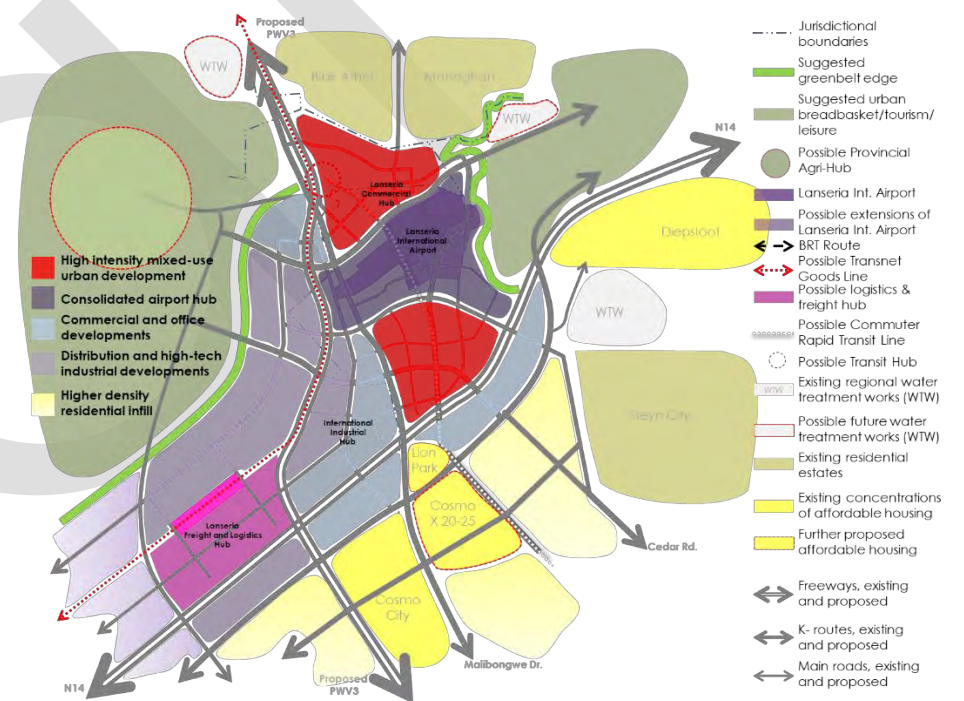 Proposed
PWV3
WTW
Blue Hills
Monaghan
WTW
N14
Lanseria
Commercial
Hub
Lanseria
International
Airport
Diepsloot
WTW
High intensity mixed-use
urban development
Consolidated airport hub
Commercial and office
developments
Distribution and high-tech
industrial developments
Higher density
residential infill
International
Industrial
Hub
Steyn City
Lion
Park
Cosmo
X 20-25
Lanseria
Freight and Logistics
Hub
Cedar Rd.
Cosmo
City
Malibongwe Dr.
N14
Proposed
PWV3
Jurisdictional
boundaries
Suggested
greenbelt edge
Suggested urban
breadbasket/tourism/
leisure
Possible Provincial
Agri-Hub
Lanseria Int. Airport
Possible extensions of
Lanseria Int. Airport
BRT Route
Possible Transnet
Goods Line
Possible logistics &
freight hub
Possible Commuter
Rapid Transit Line
Possible Transit Hub
WTW
Existing regional water
treatment works (WTW)
Possible future water
treatment works (WTW)
Existing residential
estates
Existing concentrations
of affordable housing
Further proposed
affordable housing
Freeways, existing
and proposed
K- routes, existing
and proposed
Main roads, existing
and proposed